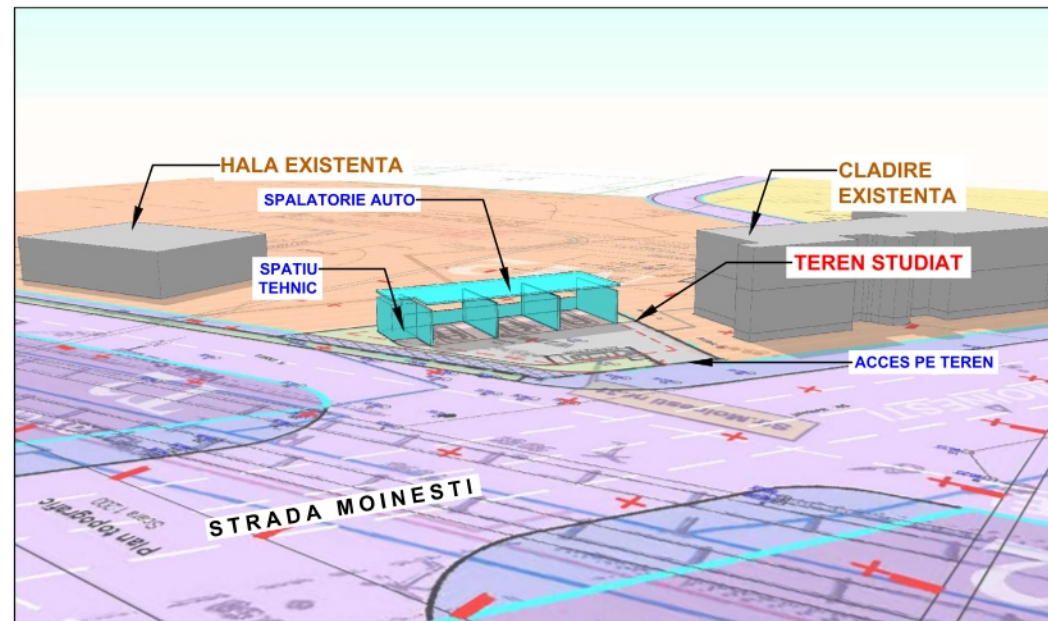 HALA EXISTENTA
CLADIRE
EXISTENTA
SPALATORIE AUTO
TEREN STUDIAT
SPATIU
TEHNIC
ACCES PE TEREN
STRADA MOINESTI
Plan topografic